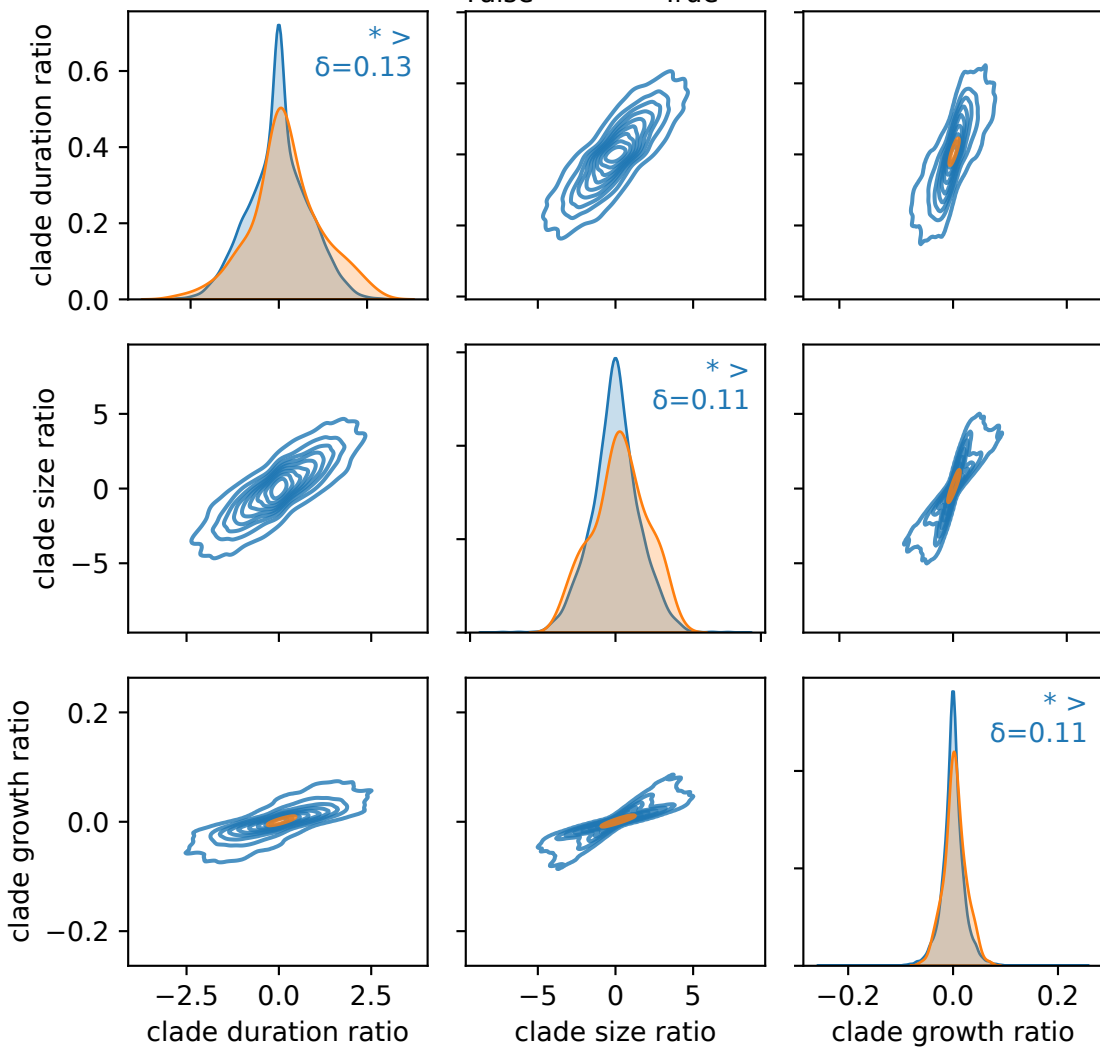 True
clade duration ratio
0.6
0.4
0.2
0.0
* >
δ=0.13
clade size ratio
5
0
−5
* >
δ=0.11
clade growth ratio
0.2
0.0
−0.2
* >
δ=0.11
−2.5 0.0 2.5
−5 0 5
−0.2 0.0 0.2
clade duration ratio
clade size ratio
clade growth ratio